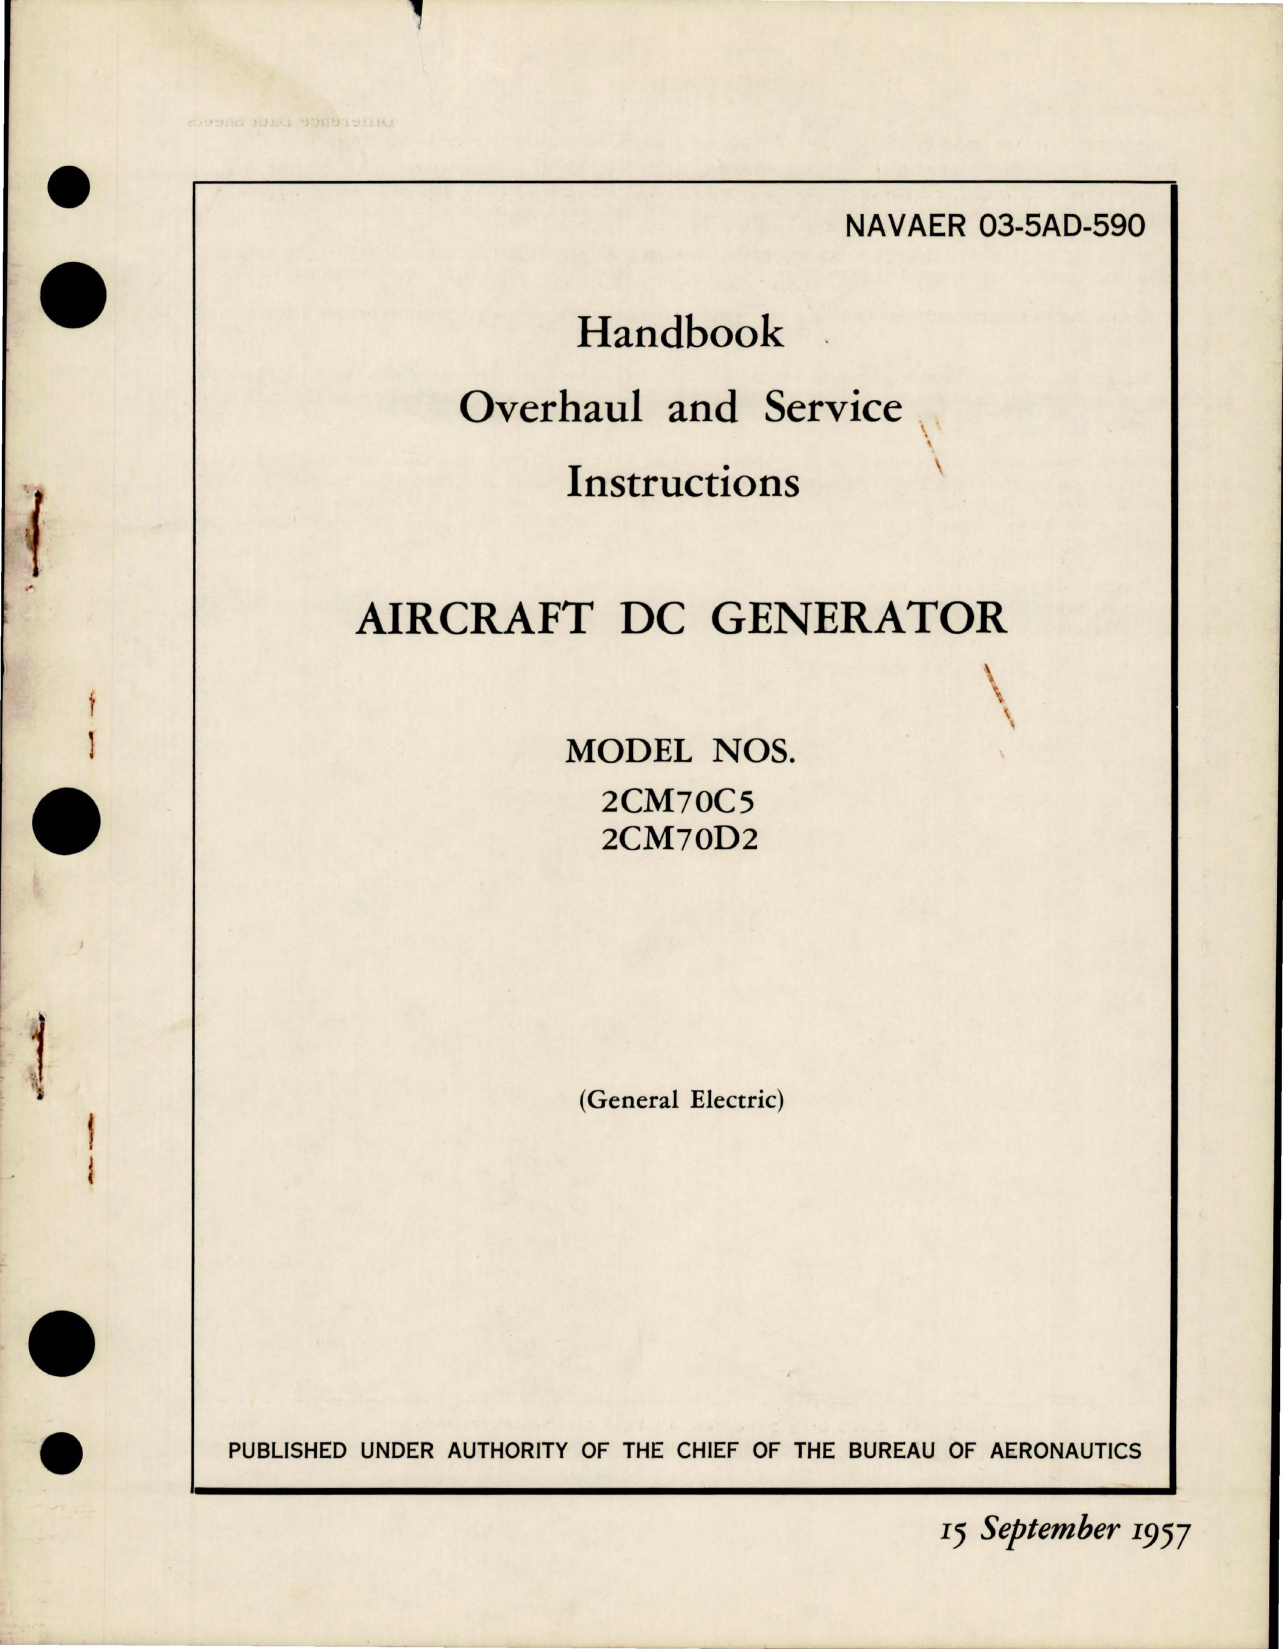 NAVAER 03-5AD-590
Handbook
Overhaul and Service
Instructions
AIRCRAFT DC GENERATOR
MODEL NOS.
2CM70C5
2CM70D2
(General Electric)
PUBLISHED UNDER AUTHORITY OF THE CHIEF OF THE BUREAU OF AERONAUTICS
15 September 1957